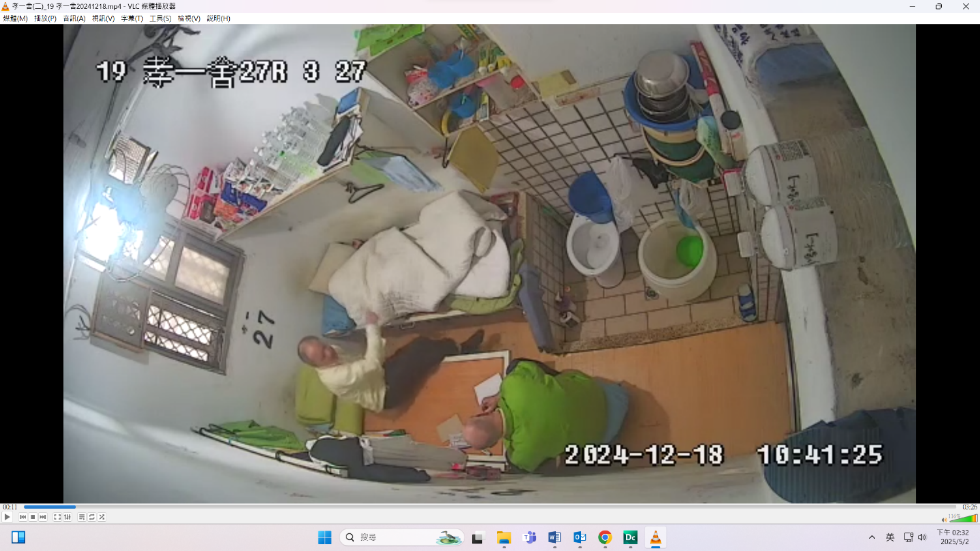 孝一舍(二)_19 孝一舍20241218.mp4 - VLC 媒體播放器
媒體(M) 播放(P) 音訊(A) 視訊(V) 字幕(T) 工具(S) 檢視(V) 說明(H)
19 孝一舍27R 3 27
27
2024-12-18 10:41:25
00:11
03:26
搜尋
英
下午 02:32
2025/5/2